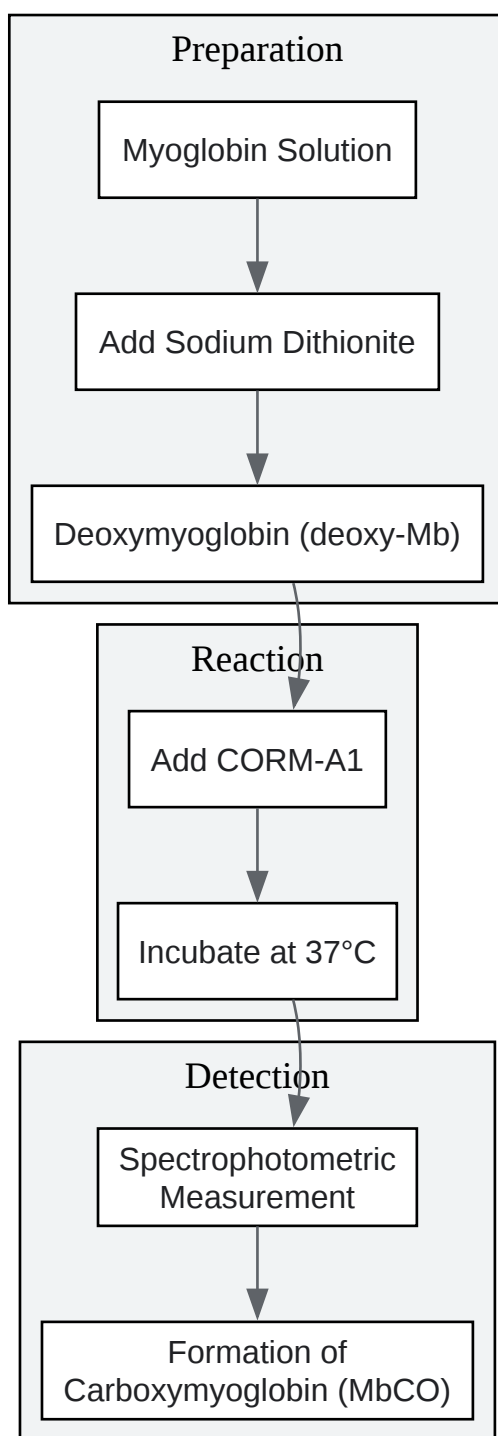 Preparation
Myoglobin Solution
Add Sodium Dithionite
Deoxymyoglobin (deoxy-Mb)
Reaction
Add CORM-A1
Incubate at 37°C
Detection
Spectrophotometric
Measurement
Formation of
Carboxymyoglobin (MbCO)